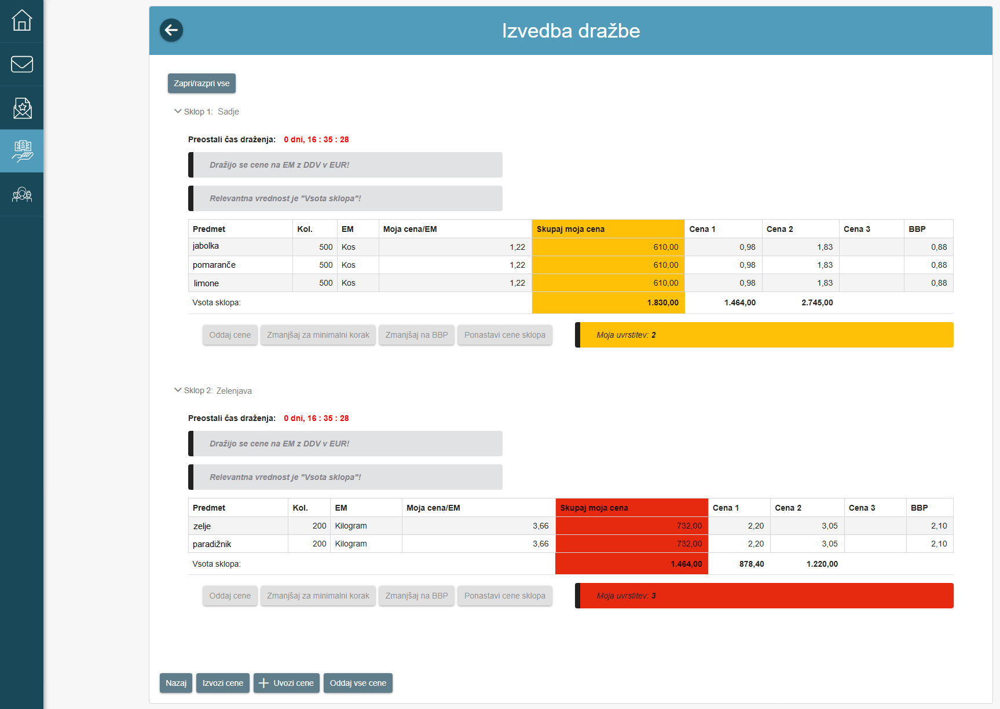 Izvedba dražbe
Zapri/razpri vse
Sklop 1: Sadje
Preostali čas draženja: 0 dni, 16 : 35 : 28
Dražijo se cene na EM z DDV v EUR!
Relevantna vrednost je "Vsota sklopa"!
Predmet Kol. EM Moja cena/EM Skupaj moja cena Cena 1 Cena 2 Cena 3 BBP
jabolka 500 Kos 1,22 610,00 0,98 1,83 0,88
pomaranče 500 Kos 1,22 610,00 0,98 1,83 0,88
limone 500 Kos 1,22 610,00 0,98 1,83 0,88
Vsota sklopa: 1.830,00 1.464,00 2.745,00
Oddaj cene Zmanjšaj za minimalni korak Zmanjšaj na BBP Ponastavi cene sklopa Moja uvrstitev: 2
Sklop 2: Zelenjava
Preostali čas draženja: 0 dni, 16 : 35 : 28
Dražijo se cene na EM z DDV v EUR!
Relevantna vrednost je "Vsota sklopa"!
Predmet Kol. EM Moja cena/EM Skupaj moja cena Cena 1 Cena 2 Cena 3 BBP
zelje 200 Kilogram 3,66 732,00 2,20 3,05 2,10
paradižnik 200 Kilogram 3,66 732,00 2,20 3,05 2,10
Vsota sklopa: 1.464,00 878,40 1.220,00
Oddaj cene Zmanjšaj za minimalni korak Zmanjšaj na BBP Ponastavi cene sklopa Moja uvrstitev: 3
Nazaj Izvozi cene + Uvozi cene Oddaj vse cene